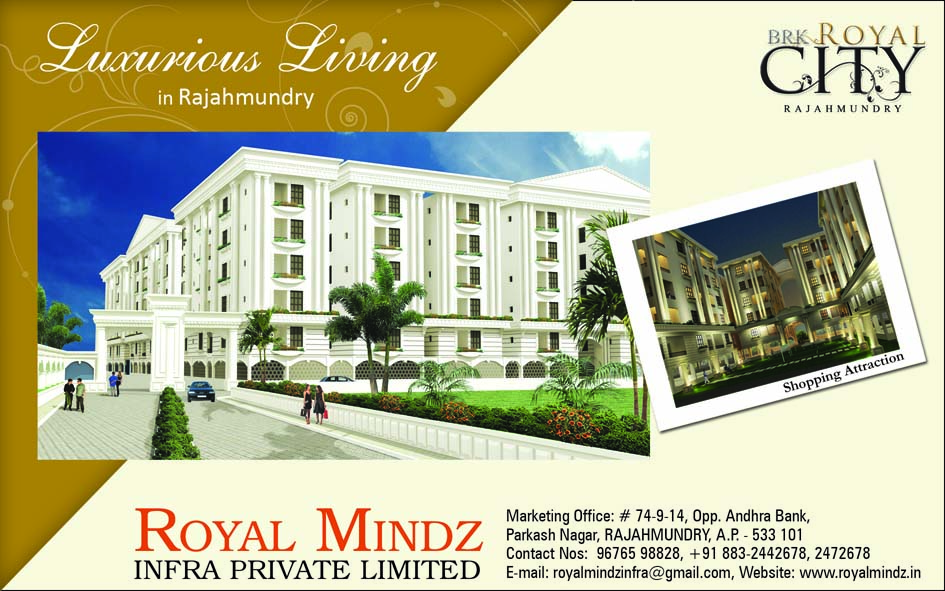 Luxurious Living
in Rajahmundry
BRK ROYAL
CITY
RAJAHMUNDRY
Shopping Attraction
ROYAL MINDZ
INFRA PRIVATE LIMITED
Marketing Office: # 74-9-14, Opp. Andhra Bank,
Parkash Nagar, RAJAHMUNDRY, A.P. - 533 101
Contact Nos:  96765 98828, +91 883-2442678, 2472678
E-mail: royalmindzinfra@gmail.com, Website: www.royalmindz.in